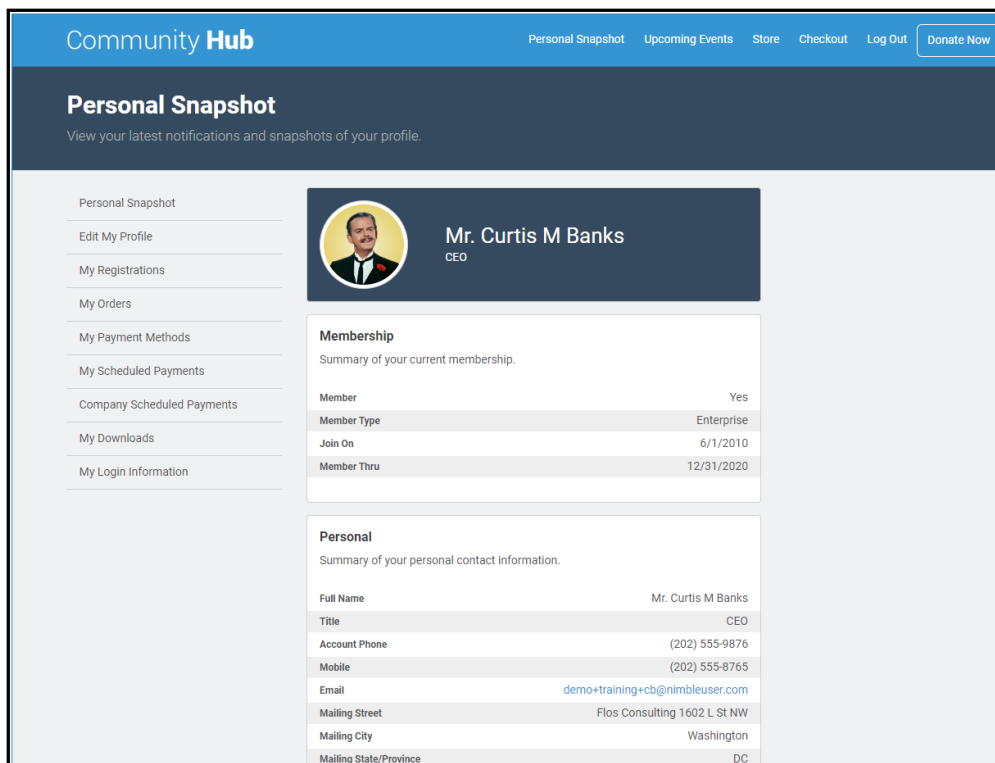 Community Hub
Personal Snapshot Upcoming Events Store Checkout Log Out Donate Now
Personal Snapshot
View your latest notifications and snapshots of your profile.
Personal Snapshot
Edit My Profile
My Registrations
My Orders
My Payment Methods
My Scheduled Payments
Company Scheduled Payments
My Downloads
My Login Information
Mr. Curtis M Banks
CEO
Membership
Summary of your current membership.
Member Yes
Member Type Enterprise
Join On 6/1/2010
Member Thru 12/31/2020
Personal
Summary of your personal contact information.
Full Name Mr. Curtis M Banks
Title CEO
Account Phone (202) 555-9876
Mobile (202) 555-8765
Email demo+training+cb@nimbleuser.com
Mailing Street Flos Consulting 1602 L St NW
Mailing City Washington
Mailing State/Province DC